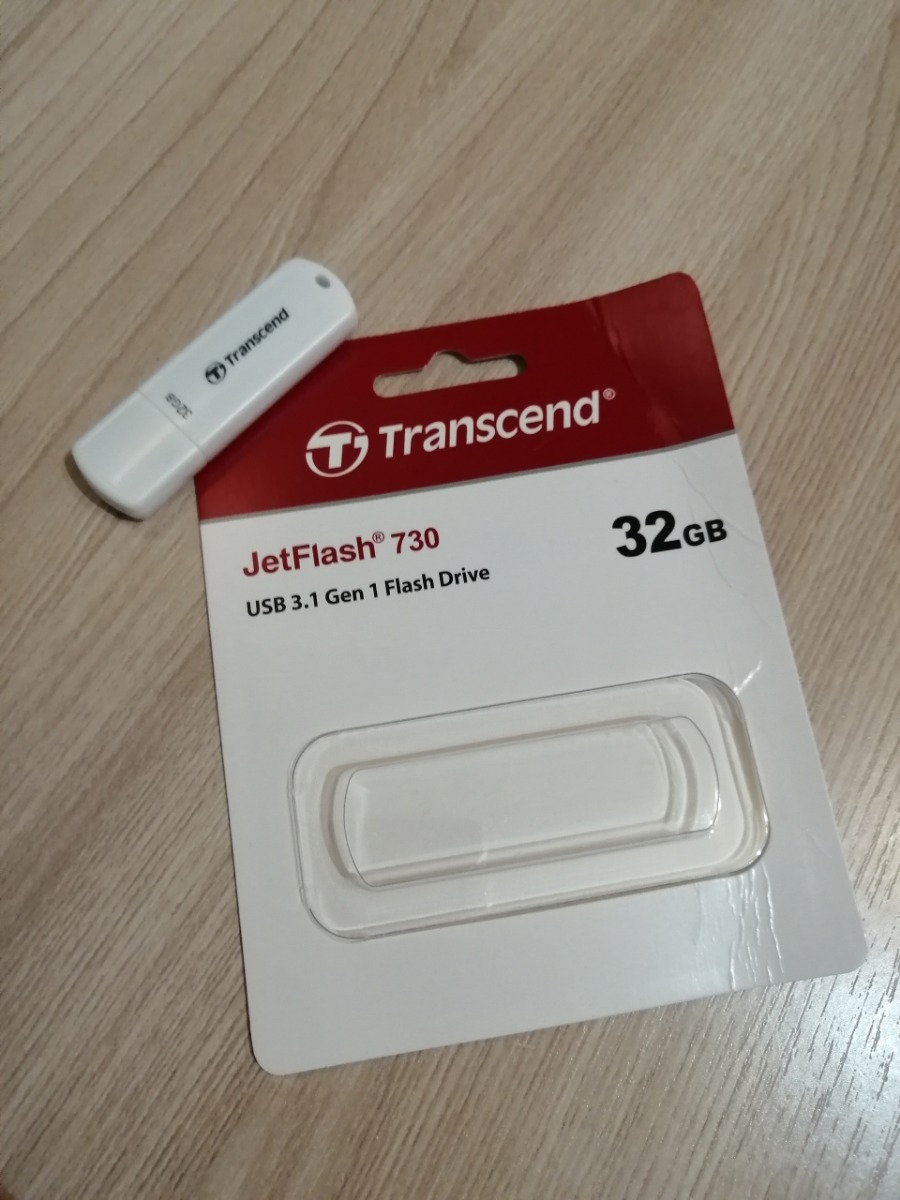 Transcend
32GB
Transcend®
JetFlash® 730
32GB
USB 3.1 Gen 1 Flash Drive